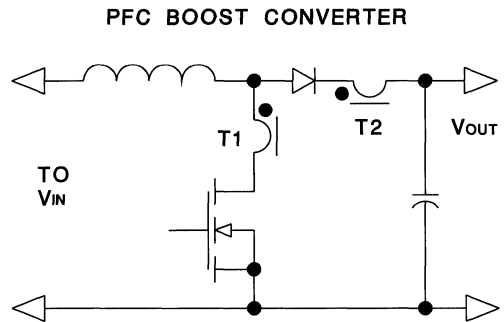 PFC BOOST CONVERTER
T1
T2
VOUT
TO
VIN